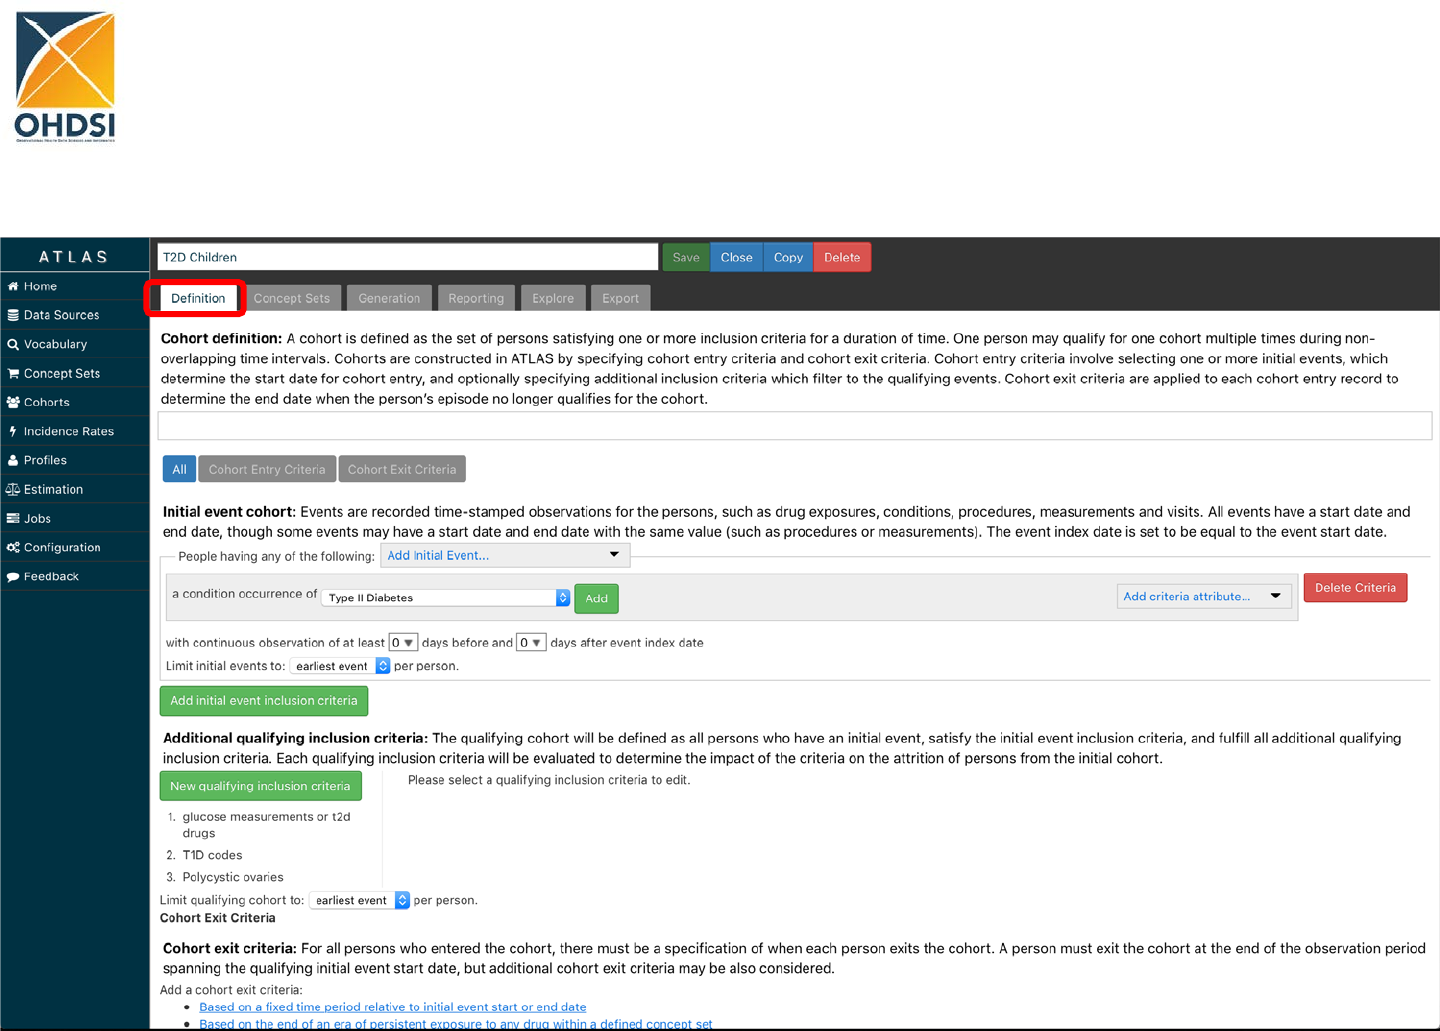 OHDSI
OBSERVATIONAL HEALTH DATA SCIENCES AND INFORMATICS
ATLAS
T2D Children
Save Close Copy Delete
Home
Data Sources
Vocabulary
Concept Sets
Cohorts
Incidence Rates
Profiles
Estimation
Jobs
Configuration
Feedback
Definition Concept Sets Generation Reporting Explore Export
Cohort definition: A cohort is defined as the set of persons satisfying one or more inclusion criteria for a duration of time. One person may qualify for one cohort multiple times during non-
overlapping time intervals. Cohorts are constructed in ATLAS by specifying cohort entry criteria and cohort exit criteria. Cohort entry criteria involve selecting one or more initial events, which
determine the start date for cohort entry, and optionally specifying additional inclusion criteria which filter to the qualifying events. Cohort exit criteria are applied to each cohort entry record to
determine the end date when the person's episode no longer qualifies for the cohort.
All Cohort Entry Criteria Cohort Exit Criteria
Initial event cohort: Events are recorded time-stamped observations for the persons, such as drug exposures, conditions, procedures, measurements and visits. All events have a start date and
end date, though some events may have a start date and end date with the same value (such as procedures or measurements). The event index date is set to be equal to the event start date.
People having any of the following: Add Initial Event...
a condition occurrence of Type II Diabetes Add Add criteria attribute... Delete Criteria
with continuous observation of at least 0 days before and 0 days after event index date
Limit initial events to: earliest event per person.
Add initial event inclusion criteria
Additional qualifying inclusion criteria: The qualifying cohort will be defined as all persons who have an initial event, satisfy the initial event inclusion criteria, and fulfill all additional qualifying
inclusion criteria. Each qualifying inclusion criteria will be evaluated to determine the impact of the criteria on the attrition of persons from the initial cohort.
New qualifying inclusion criteria
Please select a qualifying inclusion criteria to edit.
1. glucose measurements or t2d
drugs
2. T1D codes
3. Polycystic ovaries
Limit qualifying cohort to: earliest event per person.
Cohort Exit Criteria
Cohort exit criteria: For all persons who entered the cohort, there must be a specification of when each person exits the cohort. A person must exit the cohort at the end of the observation period
spanning the qualifying initial event start date, but additional cohort exit criteria may be also considered.
Add a cohort exit criteria:
• Based on a fixed time period relative to initial event start or end date
• Based on the end of an era of persistent exposure to any drug within a defined concept set